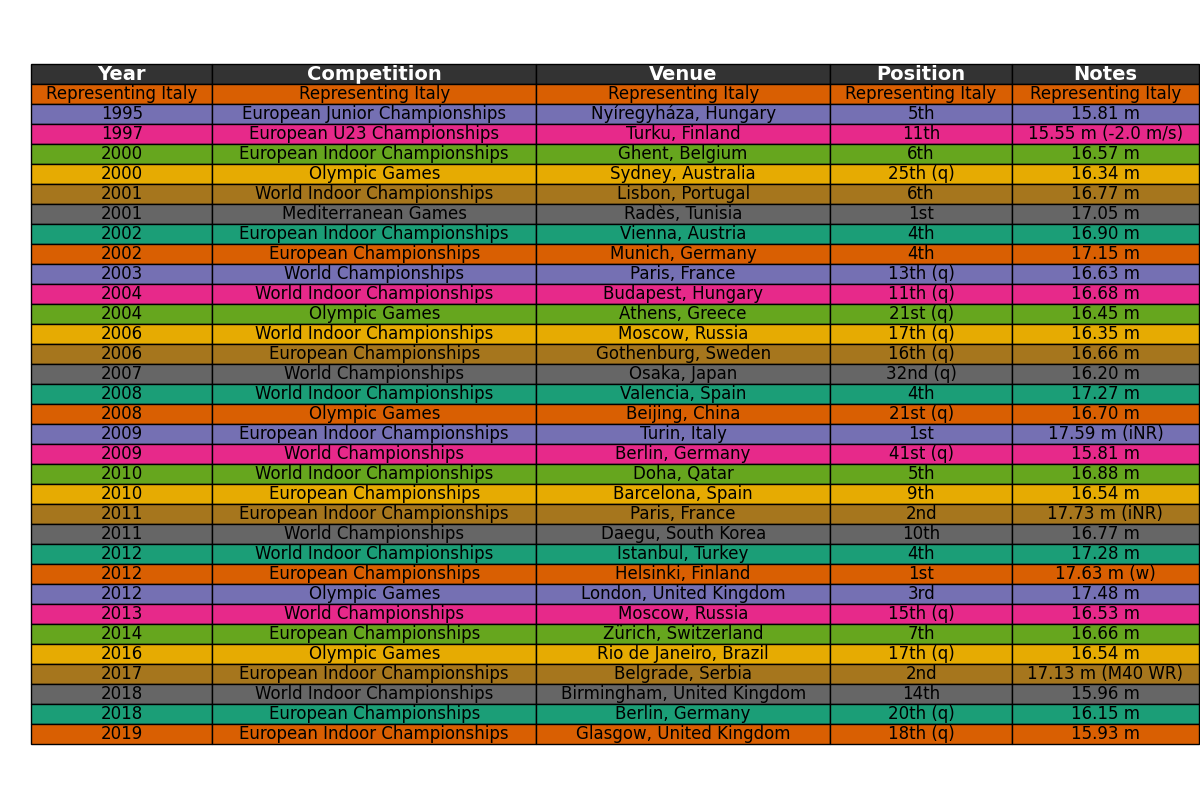 Year Competition Venue Position Notes
Representing Italy Representing Italy Representing Italy Representing Italy Representing Italy
1995 European Junior Championships Nyíregyháza, Hungary 5th 15.81 m
1997 European U23 Championships Turku, Finland 11th 15.55 m (-2.0 m/s)
2000 European Indoor Championships Ghent, Belgium 6th 16.57 m
2000 Olympic Games Sydney, Australia 25th (q) 16.34 m
2001 World Indoor Championships Lisbon, Portugal 6th 16.77 m
2001 Mediterranean Games Radès, Tunisia 1st 17.05 m
2002 European Indoor Championships Vienna, Austria 4th 16.90 m
2002 European Championships Munich, Germany 4th 17.15 m
2003 World Championships Paris, France 13th (q) 16.63 m
2004 World Indoor Championships Budapest, Hungary 11th (q) 16.68 m
2004 Olympic Games Athens, Greece 21st (q) 16.45 m
2006 World Indoor Championships Moscow, Russia 17th (q) 16.35 m
2006 European Championships Gothenburg, Sweden 16th (q) 16.66 m
2007 World Championships Osaka, Japan 32nd (q) 16.20 m
2008 World Indoor Championships Valencia, Spain 4th 17.27 m
2008 Olympic Games Beijing, China 21st (q) 16.70 m
2009 European Indoor Championships Turin, Italy 1st 17.59 m (iNR)
2009 World Championships Berlin, Germany 41st (q) 15.81 m
2010 World Indoor Championships Doha, Qatar 5th 16.88 m
2010 European Championships Barcelona, Spain 9th 16.54 m
2011 European Indoor Championships Paris, France 2nd 17.73 m (iNR)
2011 World Championships Daegu, South Korea 10th 16.77 m
2012 World Indoor Championships Istanbul, Turkey 4th 17.28 m
2012 European Championships Helsinki, Finland 1st 17.63 m (w)
2012 Olympic Games London, United Kingdom 3rd 17.48 m
2013 World Championships Moscow, Russia 15th (q) 16.53 m
2014 European Championships Zürich, Switzerland 7th 16.66 m
2016 Olympic Games Rio de Janeiro, Brazil 17th (q) 16.54 m
2017 European Indoor Championships Belgrade, Serbia 2nd 17.13 m (M40 WR)
2018 World Indoor Championships Birmingham, United Kingdom 14th 15.96 m
2018 European Championships Berlin, Germany 20th (q) 16.15 m
2019 European Indoor Championships Glasgow, United Kingdom 18th (q) 15.93 m